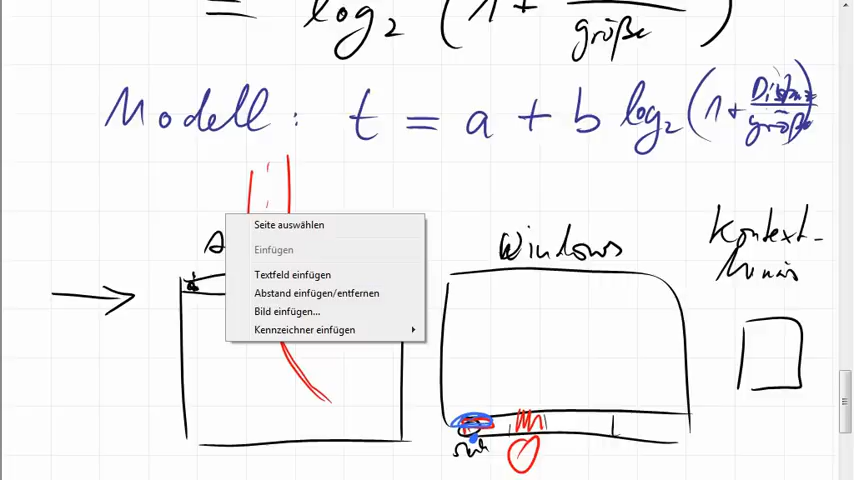 = log₂ (1 +
größe )
Modell: t = a + b log₂ (1 + Distanz
größe )
Windows
Kontext-
Menüs
Seite auswählen
Einfügen
Textfeld einfügen
Abstand einfügen/entfernen
Bild einfügen...
Kennzeichner einfügen